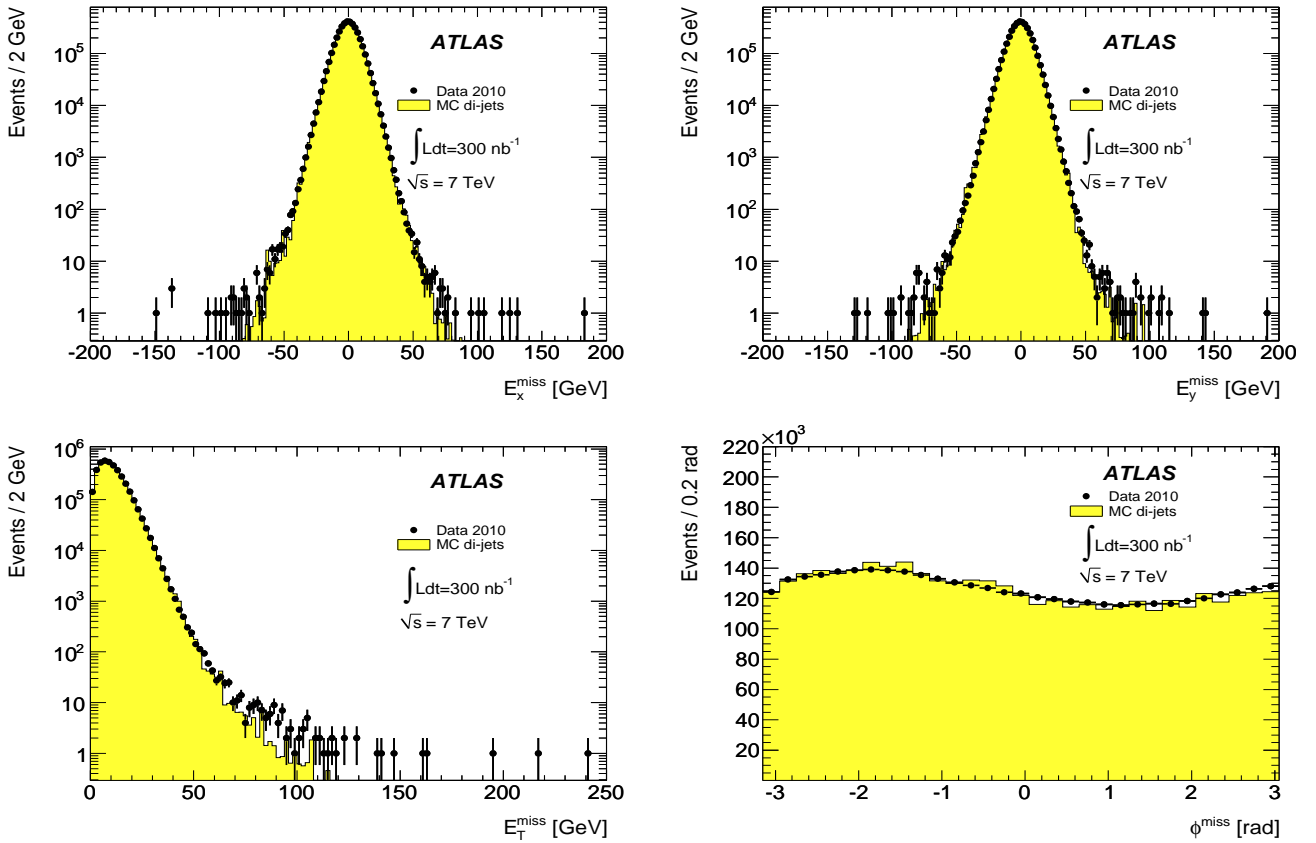 Events / 2 GeV
10⁵
10⁴
10³
10²
10
1
-200 -150 -100 -50 0 50 100 150 200
E_x^miss [GeV]
ATLAS
Data 2010
MC di-jets
∫Ldt=300 nb⁻¹
√s = 7 TeV
Events / 2 GeV
10⁵
10⁴
10³
10²
10
1
-200 -150 -100 -50 0 50 100 150 200
E_y^miss [GeV]
ATLAS
Data 2010
MC di-jets
∫Ldt=300 nb⁻¹
√s = 7 TeV
Events / 2 GeV
10⁶
10⁵
10⁴
10³
10²
10
1
0 50 100 150 200 250
E_T^miss [GeV]
ATLAS
Data 2010
MC di-jets
∫Ldt=300 nb⁻¹
√s = 7 TeV
Events / 0.2 rad
×10³
220
200
180
160
140
120
100
80
60
40
20
-3 -2 -1 0 1 2 3
ϕ^miss [rad]
ATLAS
Data 2010
MC di-jets
∫Ldt=300 nb⁻¹
√s = 7 TeV